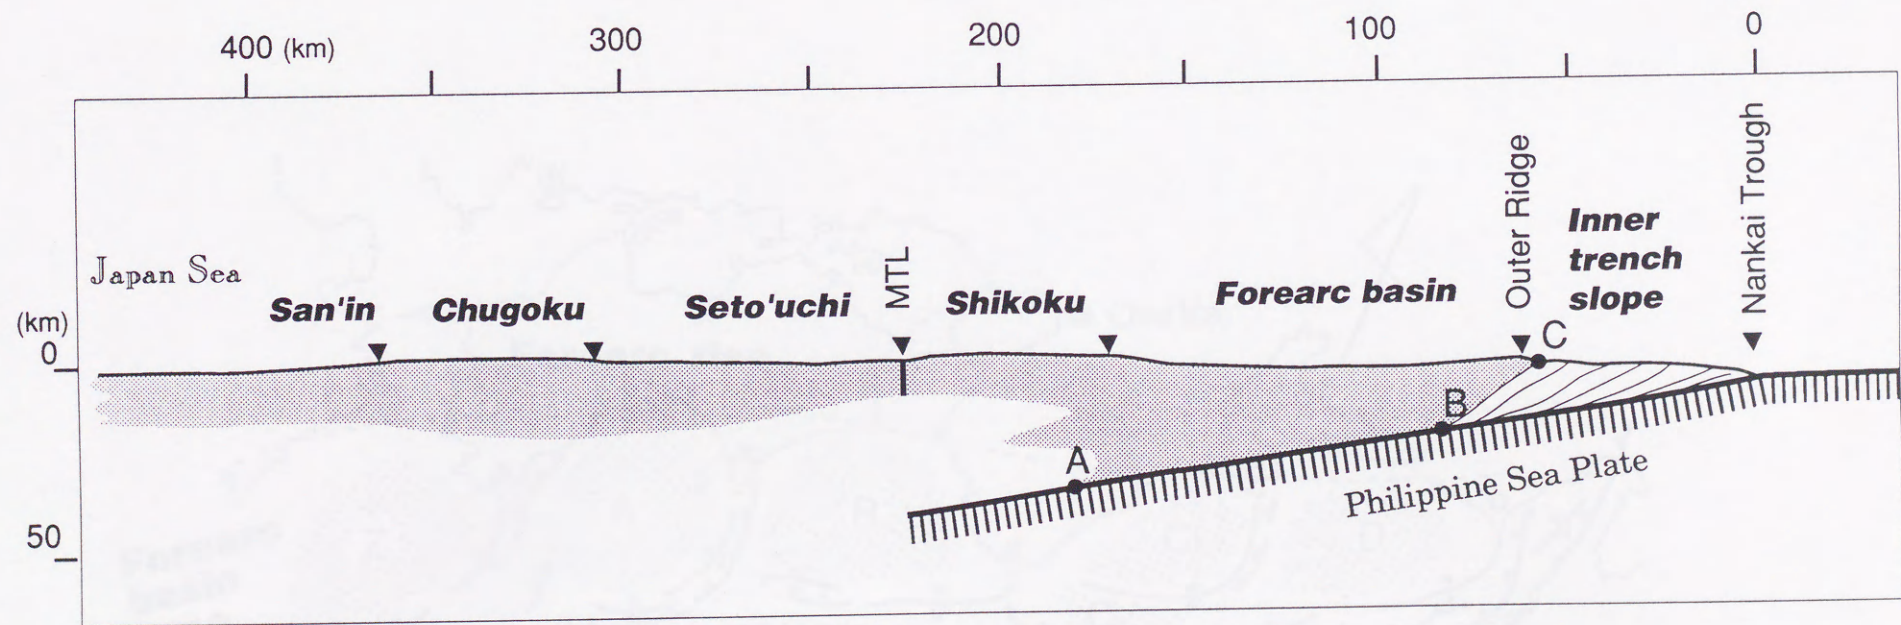 400 (km)
300
200
100
0
Japan Sea
San'in
Chugoku
Seto'uchi
MTL
Shikoku
Forearc basin
Outer Ridge
Inner
trench
slope
Nankai Trough
(km)
0
50
A
B
C
Philippine Sea Plate